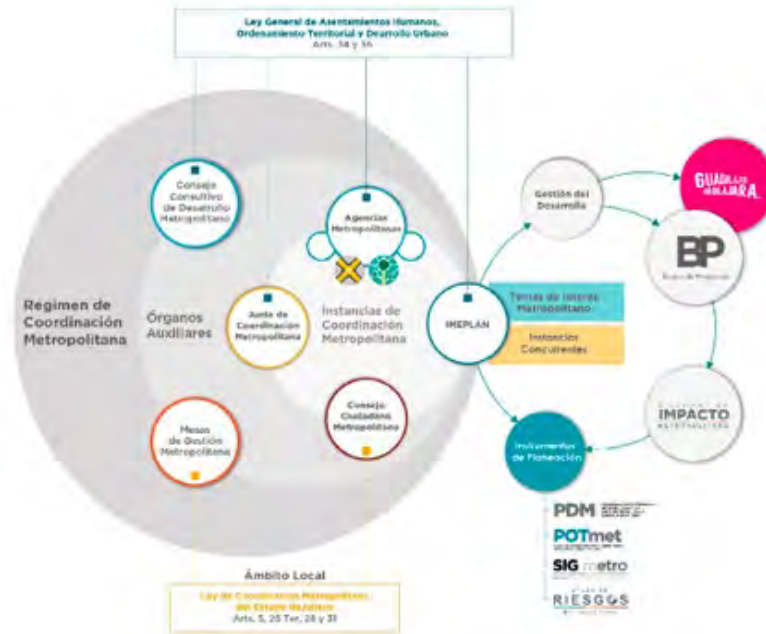 Ley General de Asentamientos Humanos,
Ordenamiento Territorial y Desarrollo Urbano
Arts. 34 y 36
Consejo
Consultivo
de Desarrollo
Metropolitano
Agencias
Metropolitanas
Gestión del
Desarrollo
GUADALAJARA
GUADALAJARA
BP
Regimen de
Coordinación
Metropolitana
Órganos
Auxiliares
Junta de
Coordinación
Metropolitana
Instancias de
Coordinación
Metropolitana
IMEPLAN
Temas de Interés
Metropolitano
Instancias
Concurrentes
Mesas
de Gestión
Metropolitana
Consejo
Ciudadano
Metropolitano
IMPACTO
Instrumentos
de Planeación
PDM
POTmet
SIGmetro
RIESGOS
Ámbito Local
Ley de Coordinación Metropolitana
del Estado de Jalisco
Arts. 5, 25 Ter, 28 y 31